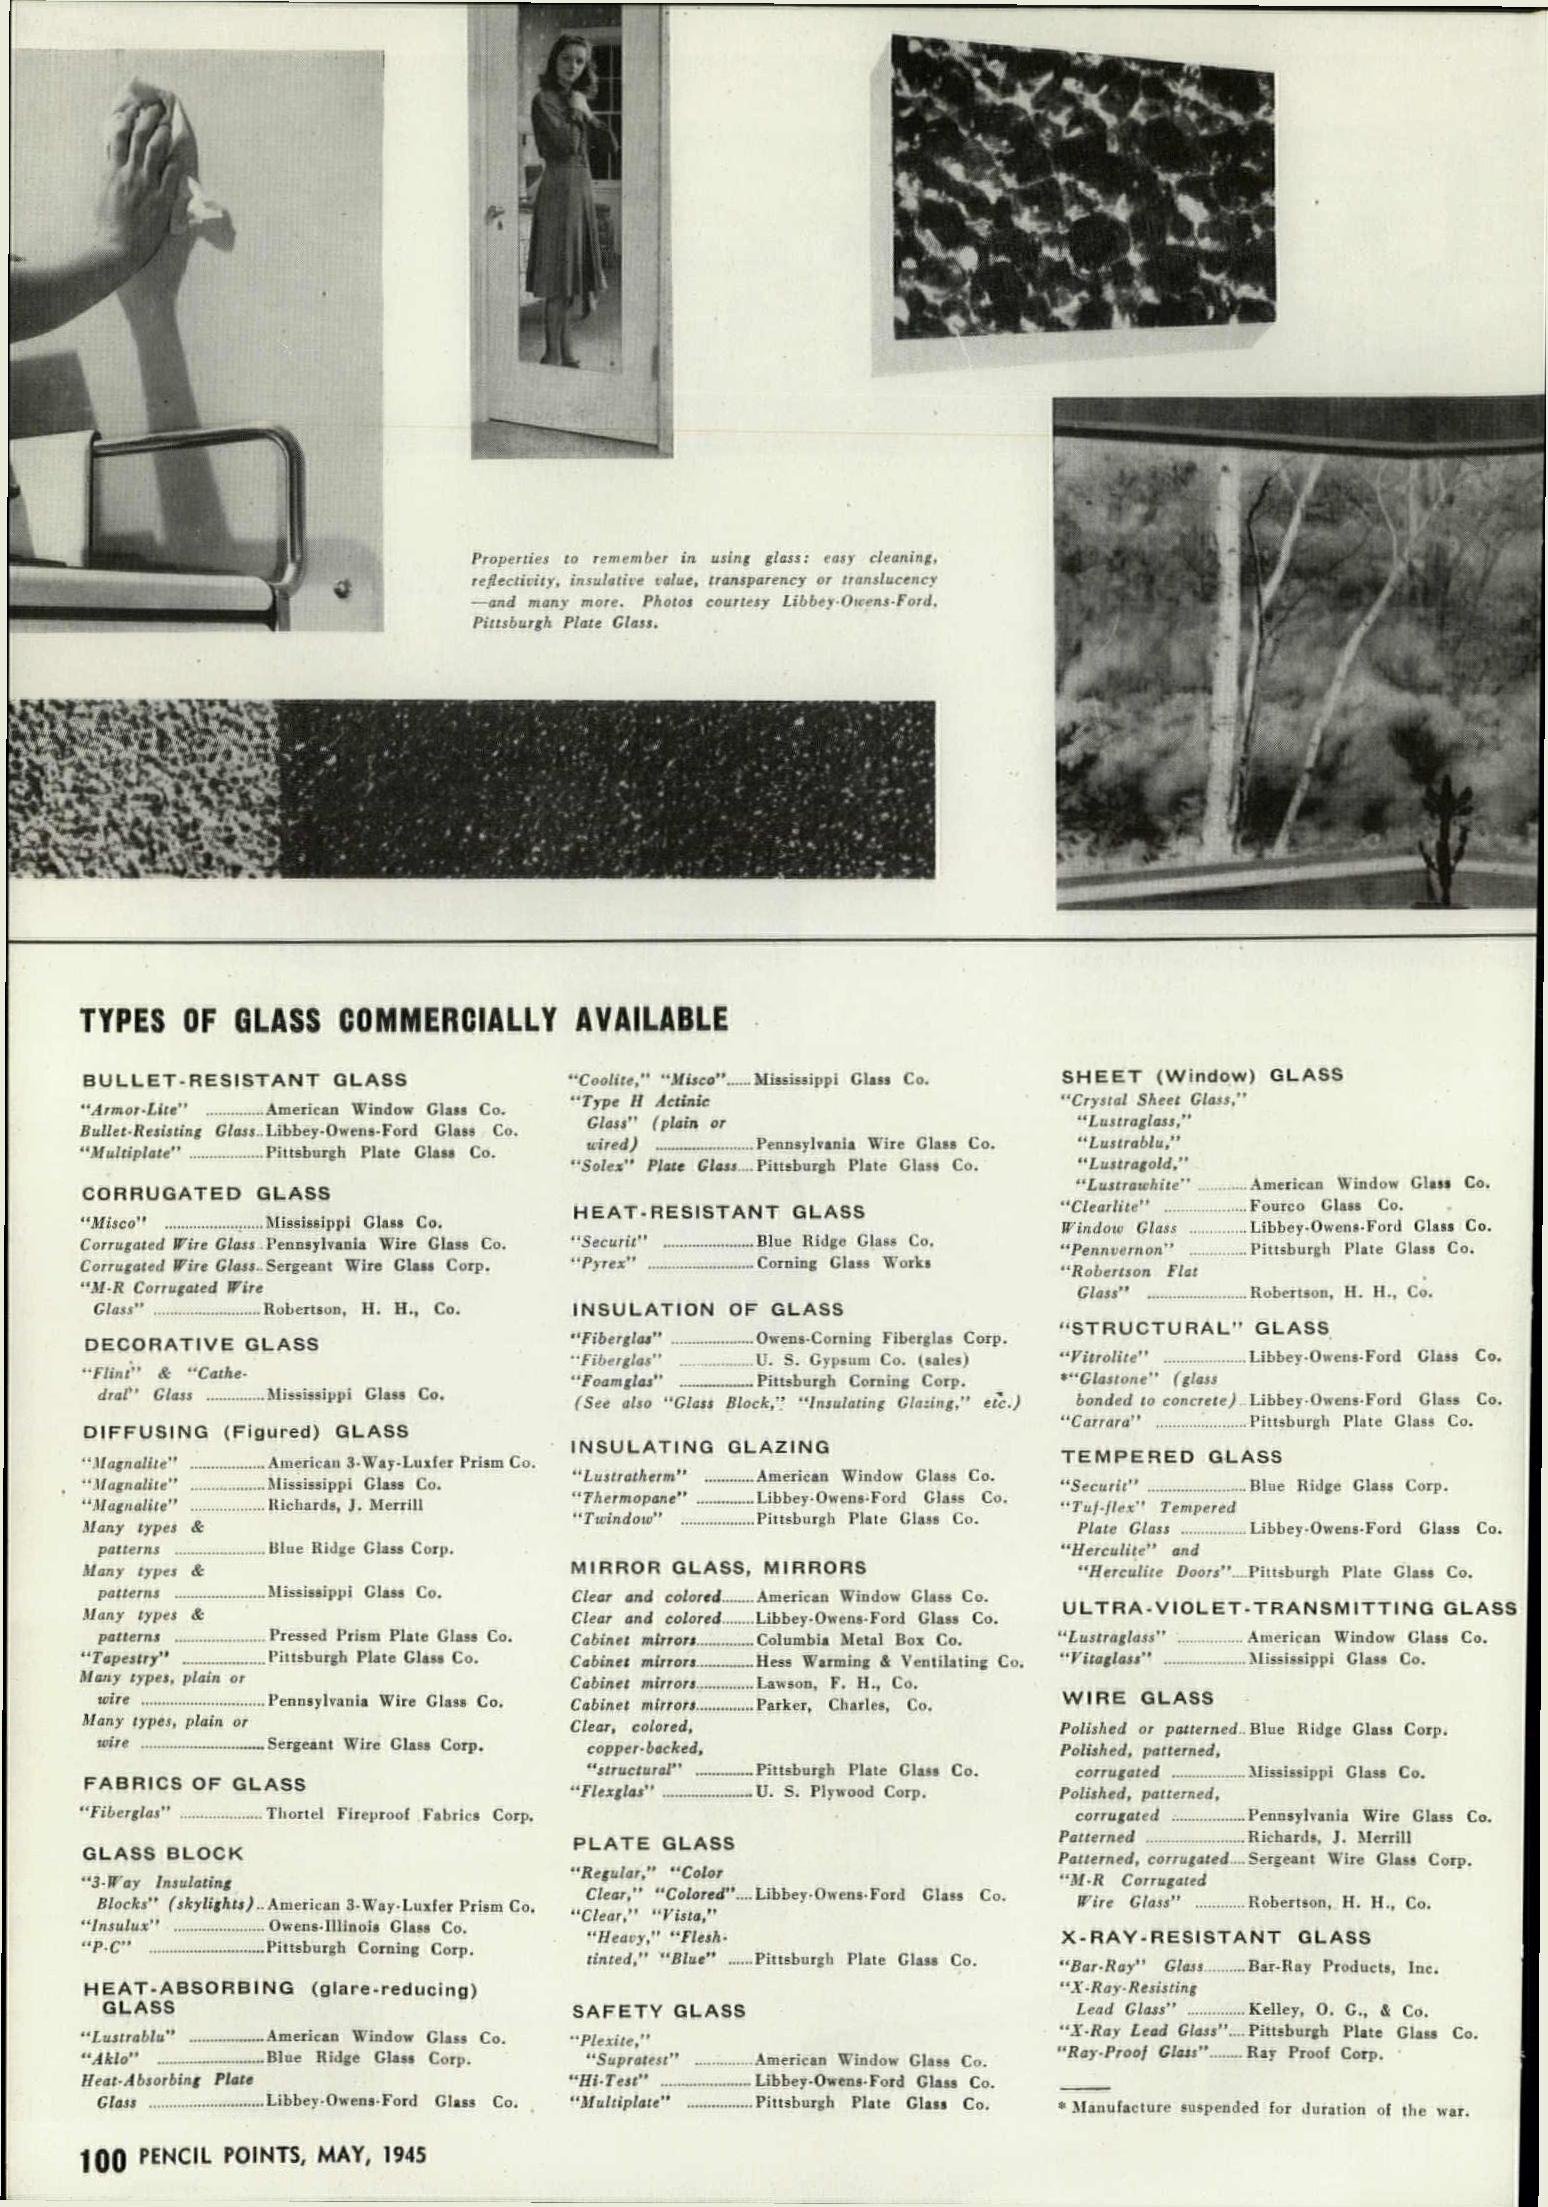 Properties to remember in using glass: easy cleaning,
reflectivity, insulative value, transparency or translucency
—and many more. Photos courtesy Libbey-Owens-Ford,
Pittsburgh Plate Glass.
TYPES OF GLASS COMMERCIALLY AVAILABLE
BULLET-RESISTANT GLASS
"Armor-Lite" ..............American Window Glass Co.
Bullet-Resisting Glass..Libbey-Owens-Ford Glass Co.
"Multiplate" ..................Pittsburgh Plate Glass Co.
CORRUGATED GLASS
"Misco" ........................Mississippi Glass Co.
Corrugated Wire Glass..Pennsylvania Wire Glass Co.
Corrugated Wire Glass..Sergeant Wire Glass Corp.
"M-R Corrugated Wire
Glass" ..........................Robertson, H. H., Co.
DECORATIVE GLASS
"Flint" & "Cathe-
dral" Glass ..............Mississippi Glass Co.
DIFFUSING (Figured) GLASS
"Magnalite" ..................American 3-Way-Luxfer Prism Co.
"Magnalite" ..................Mississippi Glass Co.
"Magnalite" ..................Richards, J. Merrill
Many types &
patterns ......................Blue Ridge Glass Corp.
Many types &
patterns ......................Mississippi Glass Co.
Many types &
patterns ......................Pressed Prism Plate Glass Co.
"Tapestry" ....................Pittsburgh Plate Glass Co.
Many types, plain or
wire ..............................Pennsylvania Wire Glass Co.
Many types, plain or
wire ..............................Sergeant Wire Glass Corp.
FABRICS OF GLASS
"Fiberglas" ....................Thortel Fireproof Fabrics Corp.
GLASS BLOCK
"3-Way Insulating
Blocks" (skylights)..American 3-Way-Luxfer Prism Co.
"Insulux" ......................Owens-Illinois Glass Co.
"P-C" ............................Pittsburgh Corning Corp.
HEAT-ABSORBING (glare-reducing)
GLASS
"Lustrablu" ..................American Window Glass Co.
"Aklo" ..........................Blue Ridge Glass Corp.
Heat-Absorbing Plate
Glass ............................Libbey-Owens-Ford Glass Co.
"Coolite," "Misco"......Mississippi Glass Co.
"Type H Actinic
Glass" (plain or
wired) ........................Pennsylvania Wire Glass Co.
"Solex" Plate Glass....Pittsburgh Plate Glass Co.
HEAT-RESISTANT GLASS
"Securit" ......................Blue Ridge Glass Co.
"Pyrex" ..........................Corning Glass Works
INSULATION OF GLASS
"Fiberglas" ....................Owens-Corning Fiberglas Corp.
"Fiberglas" ..................U. S. Gypsum Co. (sales)
"Foamglas" ..................Pittsburgh Corning Corp.
(See also "Glass Block," "Insulating Glazing," etc.)
INSULATING GLAZING
"Lustratherm" ............American Window Glass Co.
"Thermopane" ..............Libbey-Owens-Ford Glass Co.
"Twindow" ..................Pittsburgh Plate Glass Co.
MIRROR GLASS, MIRRORS
Clear and colored........American Window Glass Co.
Clear and colored........Libbey-Owens-Ford Glass Co.
Cabinet mirrors..............Columbia Metal Box Co.
Cabinet mirrors..............Hess Warming & Ventilating Co.
Cabinet mirrors..............Lawson, F. H., Co.
Cabinet mirrors..............Parker, Charles, Co.
Clear, colored,
copper-backed,
"structural" ..............Pittsburgh Plate Glass Co.
"Flexglas" ......................U. S. Plywood Corp.
PLATE GLASS
"Regular," "Color
Clear," "Colored"....Libbey-Owens-Ford Glass Co.
"Clear," "Vista,"
"Heavy," "Flesh-
tinted," "Blue" ......Pittsburgh Plate Glass Co.
SAFETY GLASS
"Plexite,"
"Supratest" ..............American Window Glass Co.
"Hi-Test" ......................Libbey-Owens-Ford Glass Co.
"Multiplate" ................Pittsburgh Plate Glass Co.
SHEET (Window) GLASS
"Crystal Sheet Glass,"
"Lustraglass,"
"Lustrablu,"
"Lustragold,"
"Lustrawhite" ............American Window Glass Co.
"Clearlite" ....................Fourco Glass Co.
Window Glass ..............Libbey-Owens-Ford Glass Co.
"Pennvernon" ..............Pittsburgh Plate Glass Co.
"Robertson Flat
Glass" ........................Robertson, H. H., Co.
"STRUCTURAL" GLASS
"Vitrolite" ....................Libbey-Owens-Ford Glass Co.
*"Glastone" (glass
bonded to concrete)..Libbey-Owens-Ford Glass Co.
"Carrara" ......................Pittsburgh Plate Glass Co.
TEMPERED GLASS
"Securit" ........................Blue Ridge Glass Corp.
"Tuf-flex" Tempered
Plate Glass ................Libbey-Owens-Ford Glass Co.
"Herculite" and
"Herculite Doors"....Pittsburgh Plate Glass Co.
ULTRA-VIOLET-TRANSMITTING GLASS
"Lustraglass" ................American Window Glass Co.
"Vitaglass" ....................Mississippi Glass Co.
WIRE GLASS
Polished or patterned..Blue Ridge Glass Corp.
Polished, patterned,
corrugated ..................Mississippi Glass Co.
Polished, patterned,
corrugated ..................Pennsylvania Wire Glass Co.
Patterned ........................Richards, J. Merrill
Patterned, corrugated....Sergeant Wire Glass Corp.
"M-R Corrugated
Wire Glass" ............Robertson, H. H., Co.
X-RAY-RESISTANT GLASS
"Bar-Ray" Glass..........Bar-Ray Products, Inc.
"X-Ray-Resisting
Lead Glass" ..............Kelley, O. G., & Co.
"X-Ray Lead Glass"....Pittsburgh Plate Glass Co.
"Ray-Proof Glass"........Ray Proof Corp.
* Manufacture suspended for duration of the war.
100 PENCIL POINTS, MAY, 1945